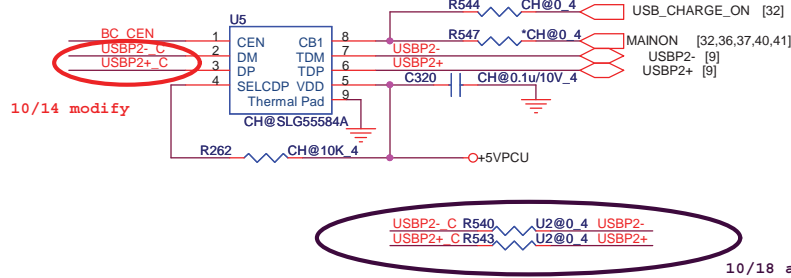 R544 CH@0_4 USB_CHARGE_ON [32]
U5
BC_CEN 1 CEN CB1 8 R547 *CH@0_4 MAINON [32,36,37,40,41]
USBP2-_C 2 DM TDM 7 USBP2- USBP2- [9]
USBP2+_C 3 DP TDP 6 USBP2+ USBP2+ [9]
4 SELCDP VDD 5 C320 CH@0.1u/10V_4
Thermal Pad 9
10/14 modify
CH@SLG55584A
R262 CH@10K_4 +5VPCU
USBP2-_C R540 U2@0_4 USBP2-
USBP2+_C R543 U2@0_4 USBP2+
10/18 a